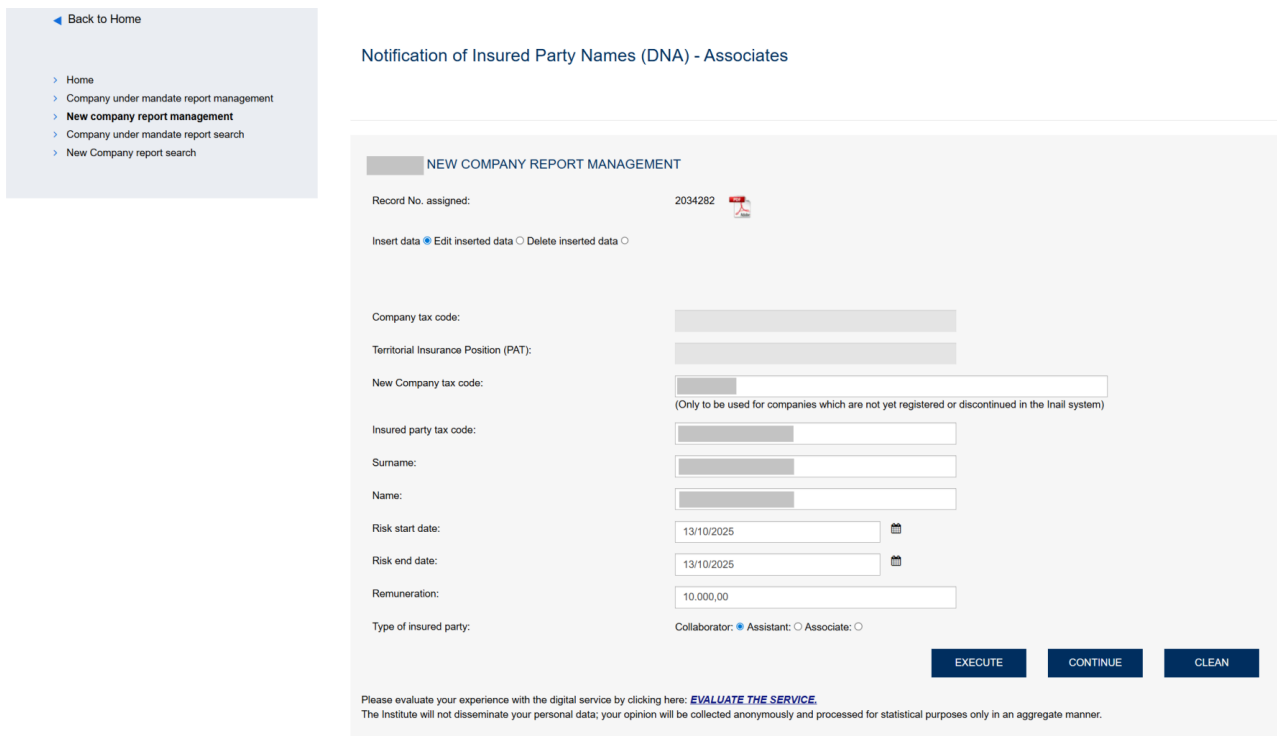 Back to Home
Home
Company under mandate report management
New company report management
Company under mandate report search
New Company report search
Notification of Insured Party Names (DNA) - Associates
NEW COMPANY REPORT MANAGEMENT
Record No. assigned: 2034282 PDF
Insert data Edit inserted data Delete inserted data
Company tax code:
Territorial Insurance Position (PAT):
New Company tax code:
(Only to be used for companies which are not yet registered or discontinued in the Inail system)
Insured party tax code:
Surname:
Name:
Risk start date: 13/10/2025
Risk end date: 13/10/2025
Remuneration: 10.000,00
Type of insured party: Collaborator: Assistant: Associate:
EXECUTE CONTINUE CLEAN
Please evaluate your experience with the digital service by clicking here: EVALUATE THE SERVICE.
The Institute will not disseminate your personal data; your opinion will be collected anonymously and processed for statistical purposes only in an aggregate manner.